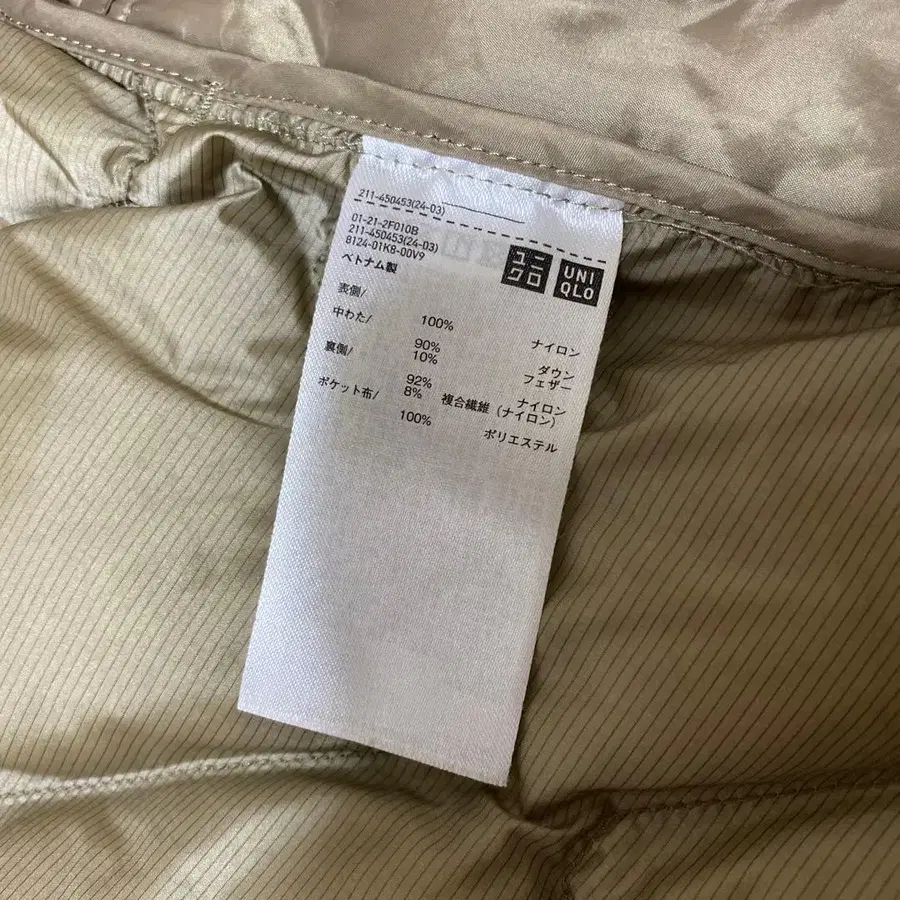 211-450453(24-03)
01-21-2F010B
211-450453(24-03)
8124-01K8-00V9
ユニ
クロ
UNI
QLO
ベトナム製
表側/ 100% ナイロン
中わた/ 90% ダウン
10% フェザー
裏側/ 92% ナイロン
8% 複合繊維(ナイロン)
ポケット布/ 100% ポリエステル